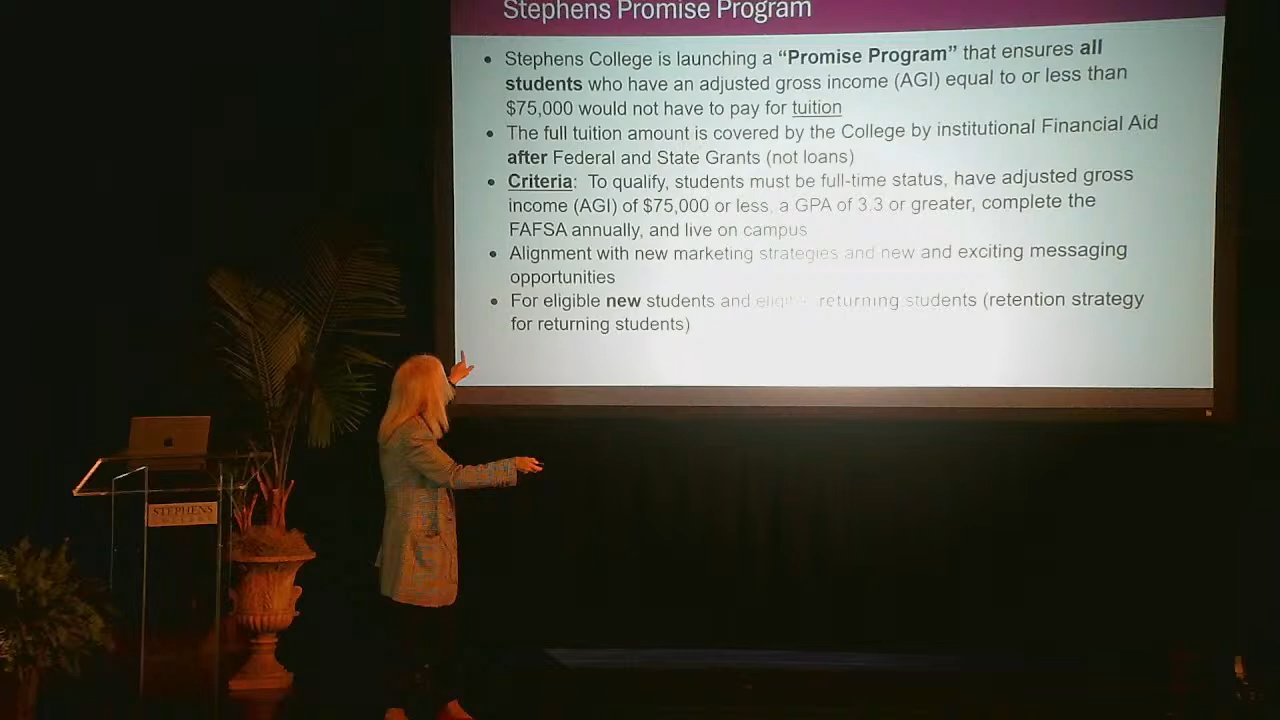 Stephens Promise Program
• Stephens College is launching a “Promise Program” that ensures all
students who have an adjusted gross income (AGI) equal to or less than
$75,000 would not have to pay for tuition
• The full tuition amount is covered by the College by institutional Financial Aid
after Federal and State Grants (not loans)
• Criteria: To qualify, students must be full-time status, have adjusted gross
income (AGI) of $75,000 or less, a GPA of 3.3 or greater, complete the
FAFSA annually, and live on campus
• Alignment with new marketing strategies and new and exciting messaging
opportunities
• For eligible new students and eligible returning students (retention strategy
for returning students)
STEPHENS
COLLEGE